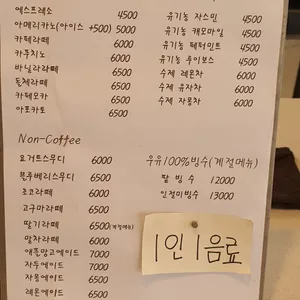 에스프레소 4500
아메리카노(아이스 +500) 5000
카페라떼 6000
카푸치노 6000
바닐라라떼 6500
돌체라떼 6500
카페모카 6500
아포카토 6500
유기농 자스민 4500
유기농 캐모마일 4500
유기농 페퍼민트 4500
유기농 루이보스 4500
수제 레몬차 6000
수제 유자차 6000
수제 자몽차 6000
Non-Coffee
요거트스무디 6000
블루베리스무디 6500
초코라떼 6000
고구마라떼 6500
딸기라떼 6500(계절메뉴)
말차라떼 6000
애플망고에이드 7000
자두에이드 7000
자몽에이드 6500
레몬에이드 6500
우유100%빙수(계절메뉴)
팥 빙 수 12000
인절미빙수 13000
1인 1음료